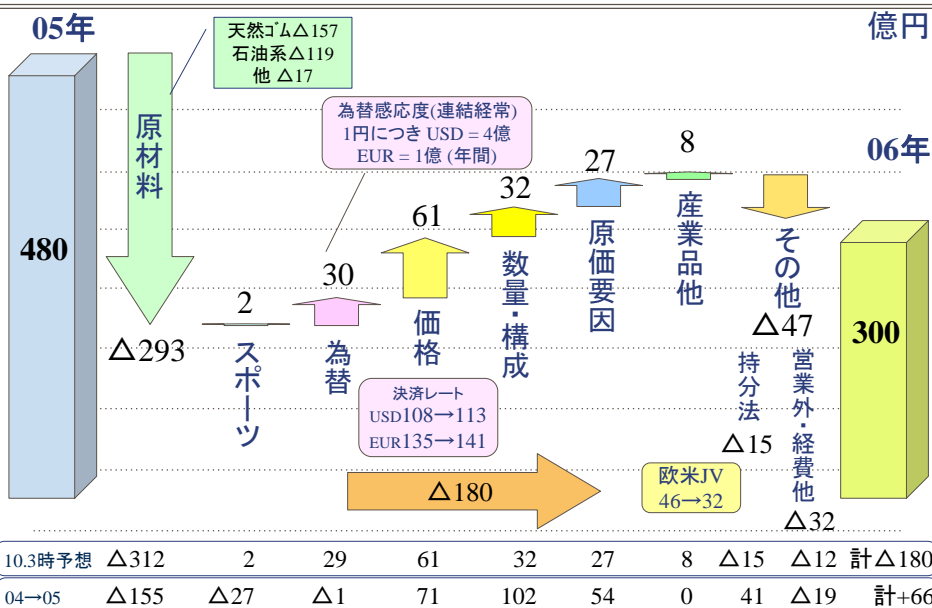 05年
億円
天然ゴム△157
石油系△119
他 △17
原材料
為替感応度(連結経常)
1円につき USD = 4億
EUR = 1億 (年間)
06年
480
△293
2
スポーツ
30
為替
61
価格
32
数量・構成
27
原価要因
8
産業品他
その他
△47
持分法
△15
営業外・経費他
△32
300
決済レート
USD108→113
EUR135→141
△180
欧米JV
46→32
10.3時予想 △312 2 29 61 32 27 8 △15 △12 計△180
04→05 △155 △27 △1 71 102 54 0 41 △19 計+66